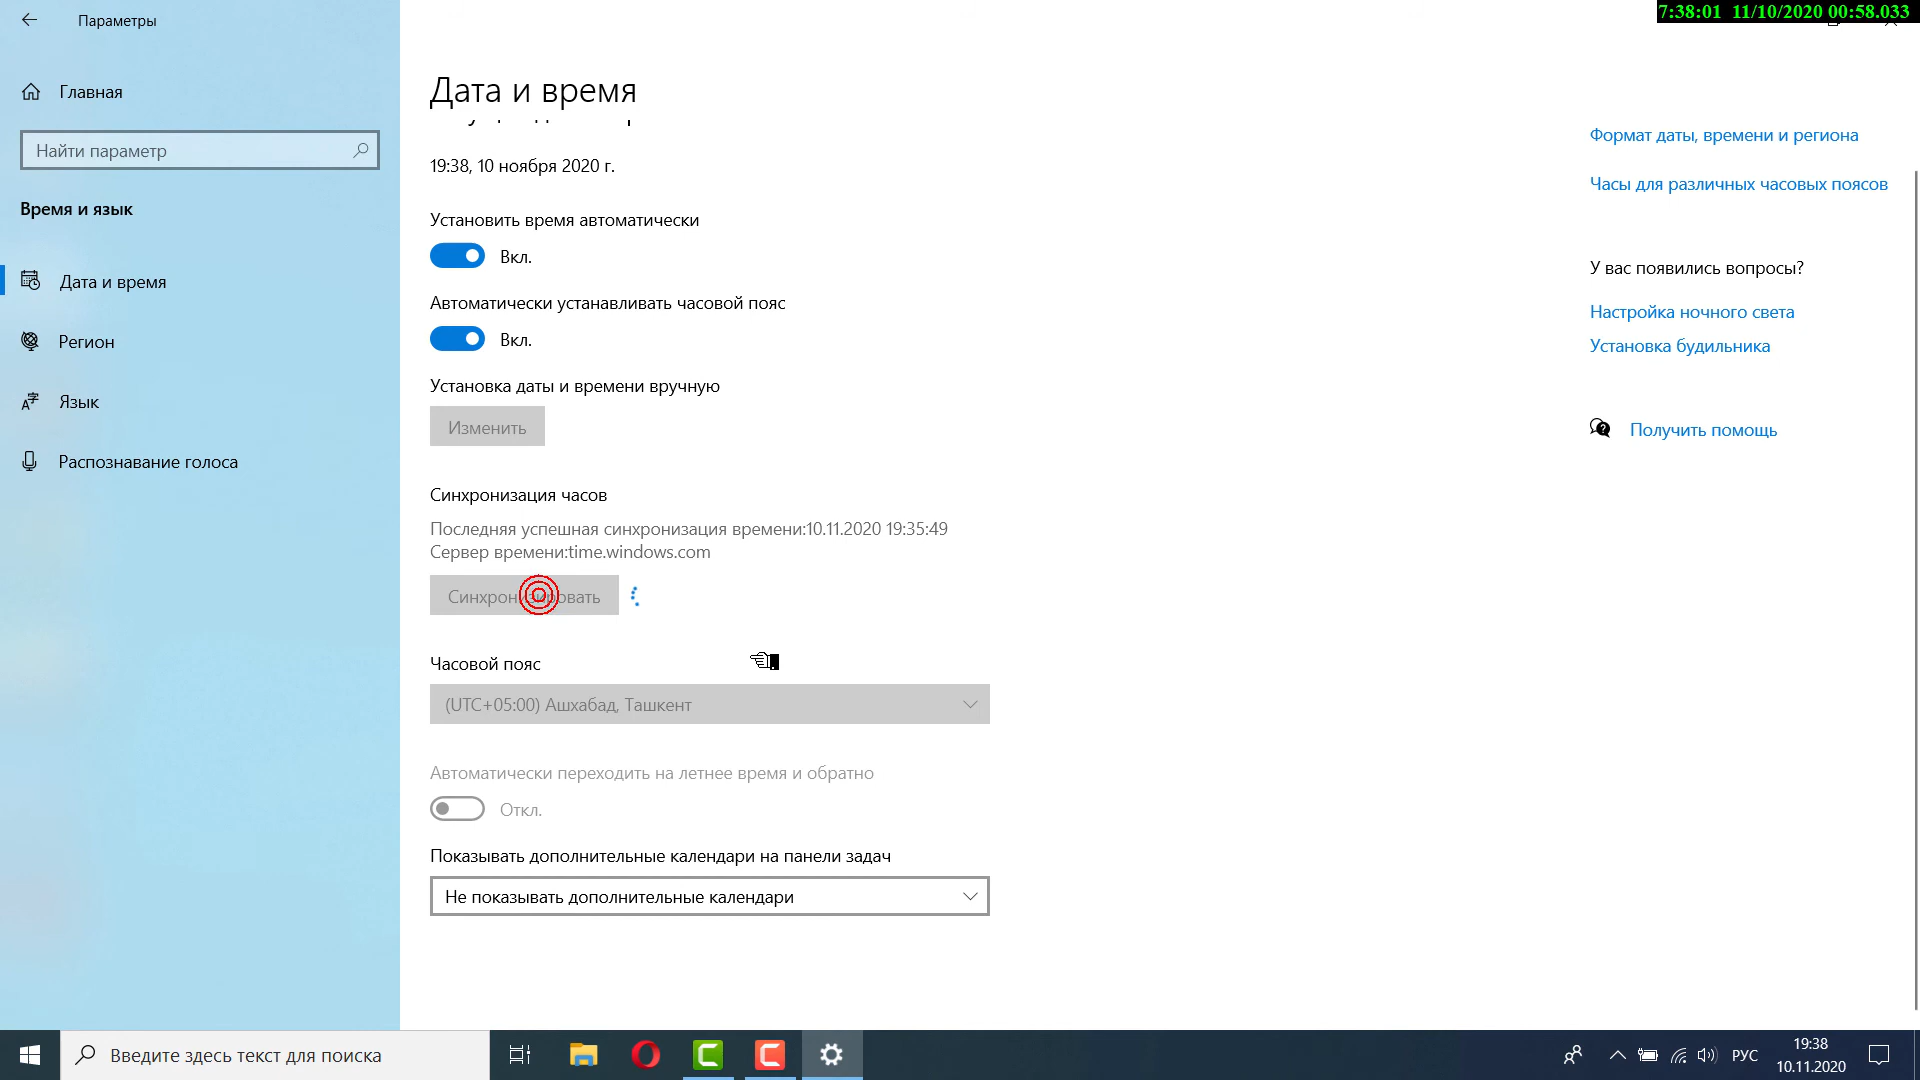 Параметры
7:38:01 11/10/2020 00:58.033
Главная
Найти параметр
Время и язык
Дата и время
Регион
Язык
Распознавание голоса
Дата и время
19:38, 10 ноября 2020 г.
Установить время автоматически
Вкл.
Автоматически устанавливать часовой пояс
Вкл.
Установка даты и времени вручную
Изменить
Синхронизация часов
Последняя успешная синхронизация времени:10.11.2020 19:35:49
Сервер времени:time.windows.com
Синхронизировать
Часовой пояс
(UTC+05:00) Ашхабад, Ташкент
Автоматически переходить на летнее время и обратно
Откл.
Показывать дополнительные календари на панели задач
Не показывать дополнительные календари
Формат даты, времени и региона
Часы для различных часовых поясов
У вас появились вопросы?
Настройка ночного света
Установка будильника
Получить помощь
Введите здесь текст для поиска
РУС
19:38
10.11.2020